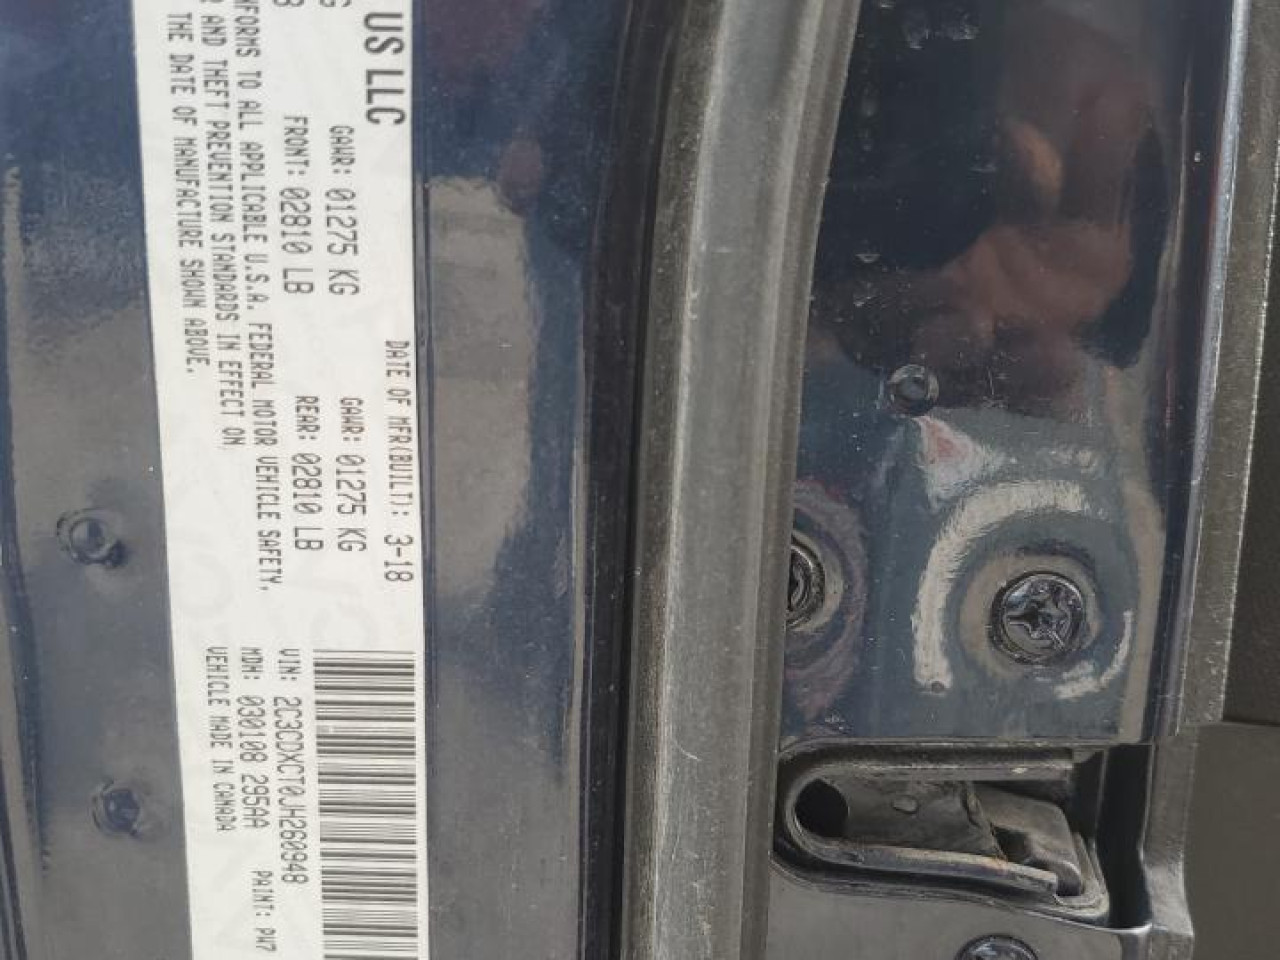 US LLC
DATE OF MFR(BUILT): 3-18
G GAWR: 01275 KG GAWR: 01275 KG
B FRONT: 02810 LB REAR: 02810 LB
NFORMS TO ALL APPLICABLE U.S.A. FEDERAL MOTOR VEHICLE SAFETY,
AND THEFT PREVENTION STANDARDS IN EFFECT ON
THE DATE OF MANUFACTURE SHOWN ABOVE.
VIN: 2C3CDXCT0JH260948
MDH: 030108 295AA PAINT: PW7
VEHICLE MADE IN CANADA